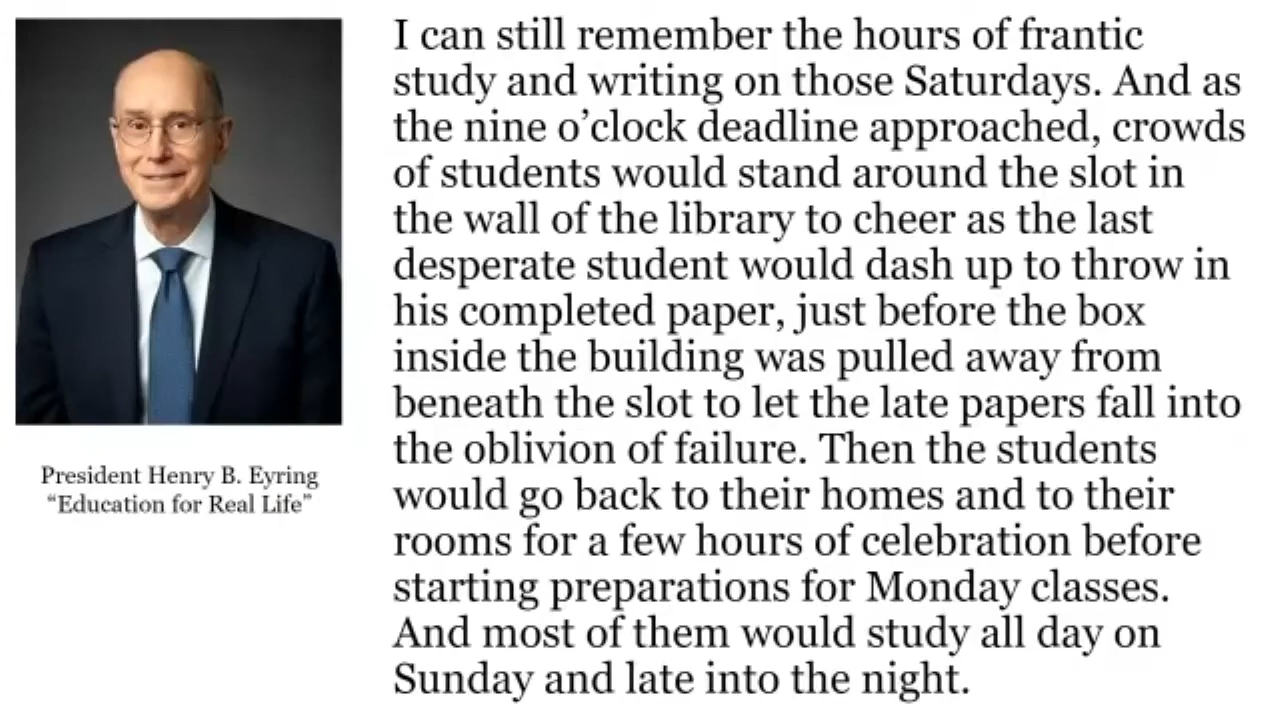 I can still remember the hours of frantic
study and writing on those Saturdays. And as
the nine o’clock deadline approached, crowds
of students would stand around the slot in
the wall of the library to cheer as the last
desperate student would dash up to throw in
his completed paper, just before the box
inside the building was pulled away from
beneath the slot to let the late papers fall into
the oblivion of failure. Then the students
would go back to their homes and to their
rooms for a few hours of celebration before
starting preparations for Monday classes.
And most of them would study all day on
Sunday and late into the night.
President Henry B. Eyring
“Education for Real Life”